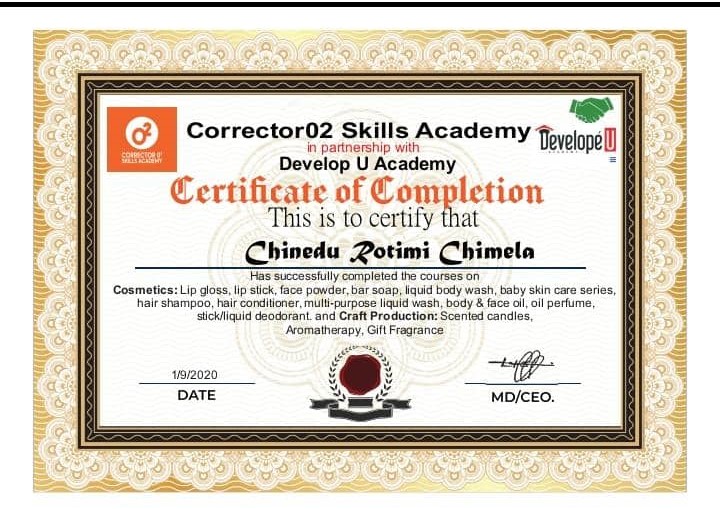 O²
CORRECTOR 0²
SKILLS ACADEMY
Corrector02 Skills Academy
in partnership with
Develop U Academy
Developé U
Certificate of Completion
This is to certify that
Chinedu Rotimi Chimela
Has successfully completed the courses on
Cosmetics: Lip gloss, lip stick, face powder, bar soap, liquid body wash, baby skin care series,
hair shampoo, hair conditioner, multi-purpose liquid wash, body & face oil, oil perfume,
stick/liquid deodorant. and Craft Production: Scented candles,
Aromatherapy, Gift Fragrance
1/9/2020
DATE
MD/CEO.